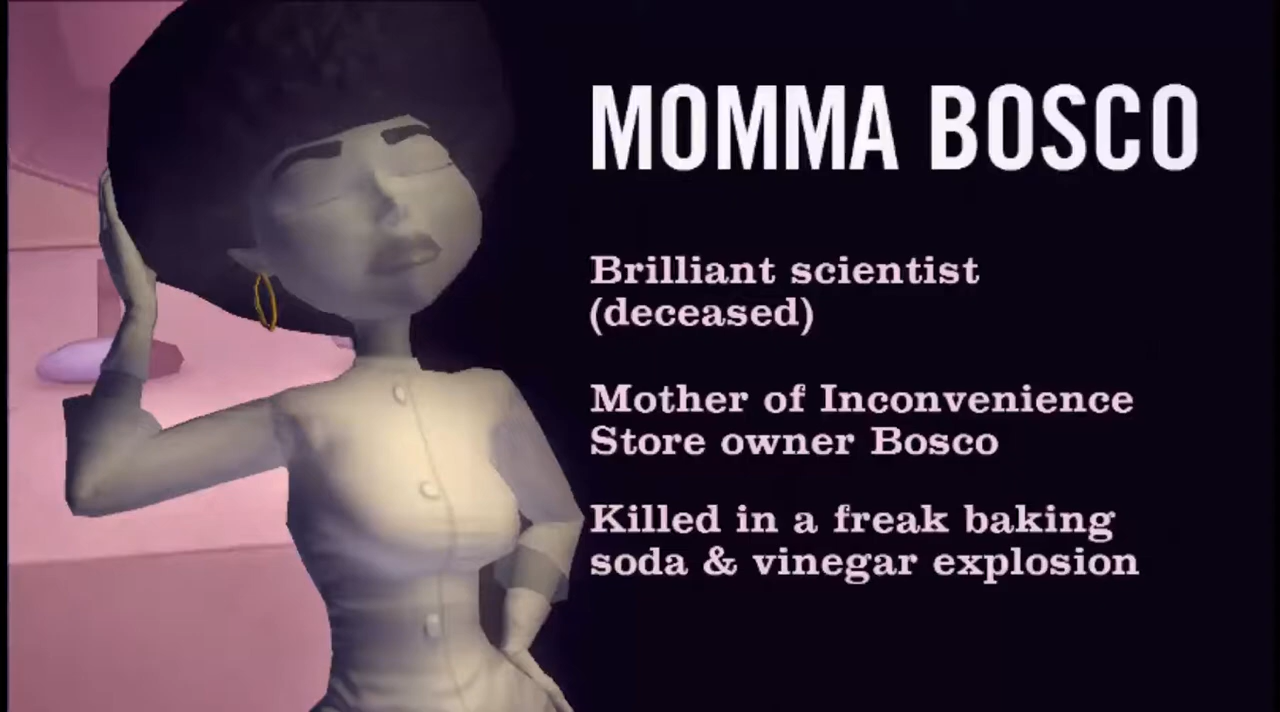 MOMMA BOSCO
Brilliant scientist
(deceased)
Mother of Inconvenience
Store owner Bosco
Killed in a freak baking
soda & vinegar explosion